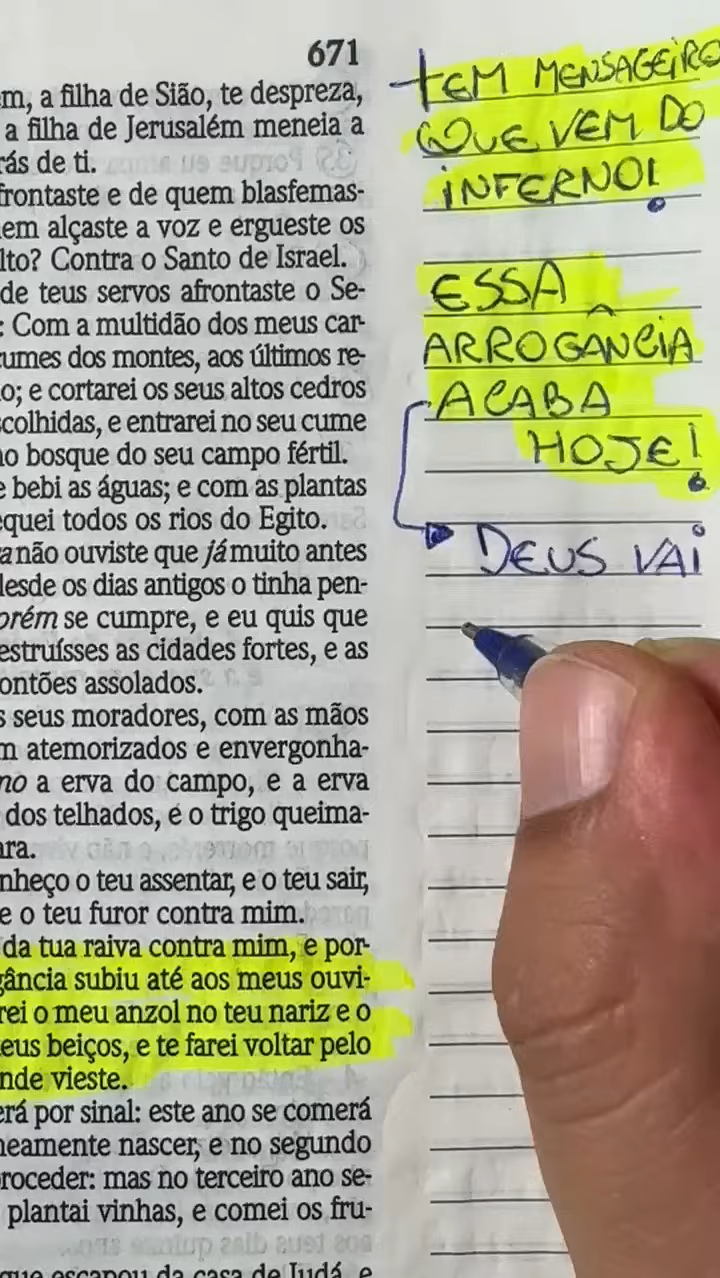 671
em, a filha de Sião, te despreza,
a filha de Jerusalém meneia a
rás de ti.
frontaste e de quem blasfemas-
em alçaste a voz e ergueste os
lto? Contra o Santo de Israel.
de teus servos afrontaste o Se-
: Com a multidão dos meus car-
umes dos montes, aos últimos re-
o; e cortarei os seus altos cedros
scolhidas, e entrarei no seu cume
no bosque do seu campo fértil.
e bebi as águas; e com as plantas
equei todos os rios do Egito.
a não ouviste que já muito antes
desde os dias antigos o tinha pen-
orém se cumpre, e eu quis que
estruísses as cidades fortes, e as
ontões assolados.
s seus moradores, com as mãos
m atemorizados e envergonha-
no a erva do campo, e a erva
dos telhados, e o trigo queima-
ara.
nheço o teu assentar, e o teu sair,
e o teu furor contra mim.
da tua raiva contra mim, e por-
gância subiu até aos meus ouvi-
rei o meu anzol no teu nariz e o
eus beiços, e te farei voltar pelo
nde vieste.
erá por sinal: este ano se comerá
neamente nascer, e no segundo
roceder: mas no terceiro ano se-
plantai vinhas, e comei os fru-
que escapou da casa de Judá, e
TEM MENSAGEIRO
QUE VEM DO
INFERNO!
ESSA
ARROGÂNCIA
ACABA
HOJE!
DEUS VAI